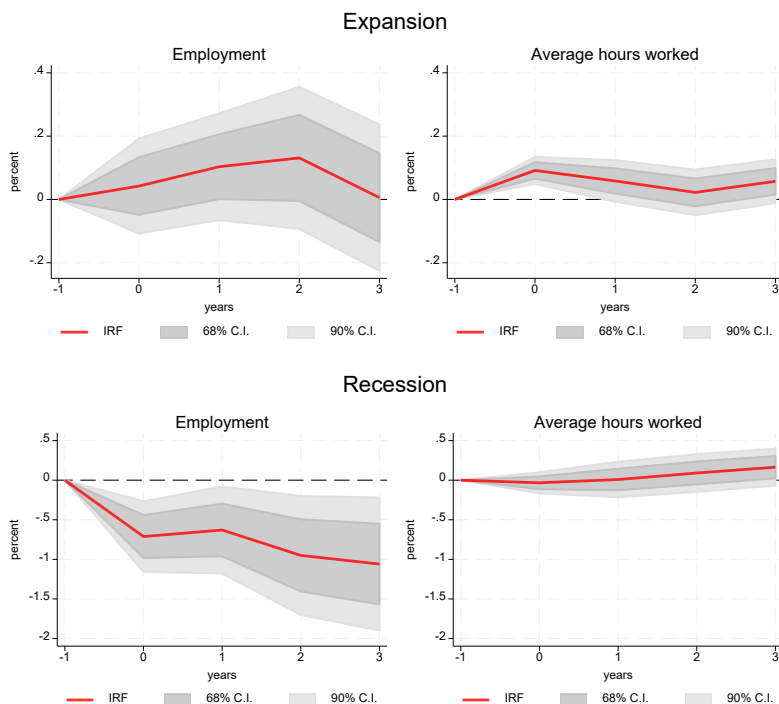 Expansion
Employment
.4
.2
0
-.2
percent
-1 0 1 2 3
years
IRF 68% C.I. 90% C.I.
Average hours worked
.4
.2
0
-.2
percent
-1 0 1 2 3
years
IRF 68% C.I. 90% C.I.
Recession
Employment
.5
0
-.5
-1
-1.5
-2
percent
-1 0 1 2 3
years
IRF 68% C.I. 90% C.I.
Average hours worked
.5
0
-.5
-1
-1.5
-2
percent
-1 0 1 2 3
years
IRF 68% C.I. 90% C.I.